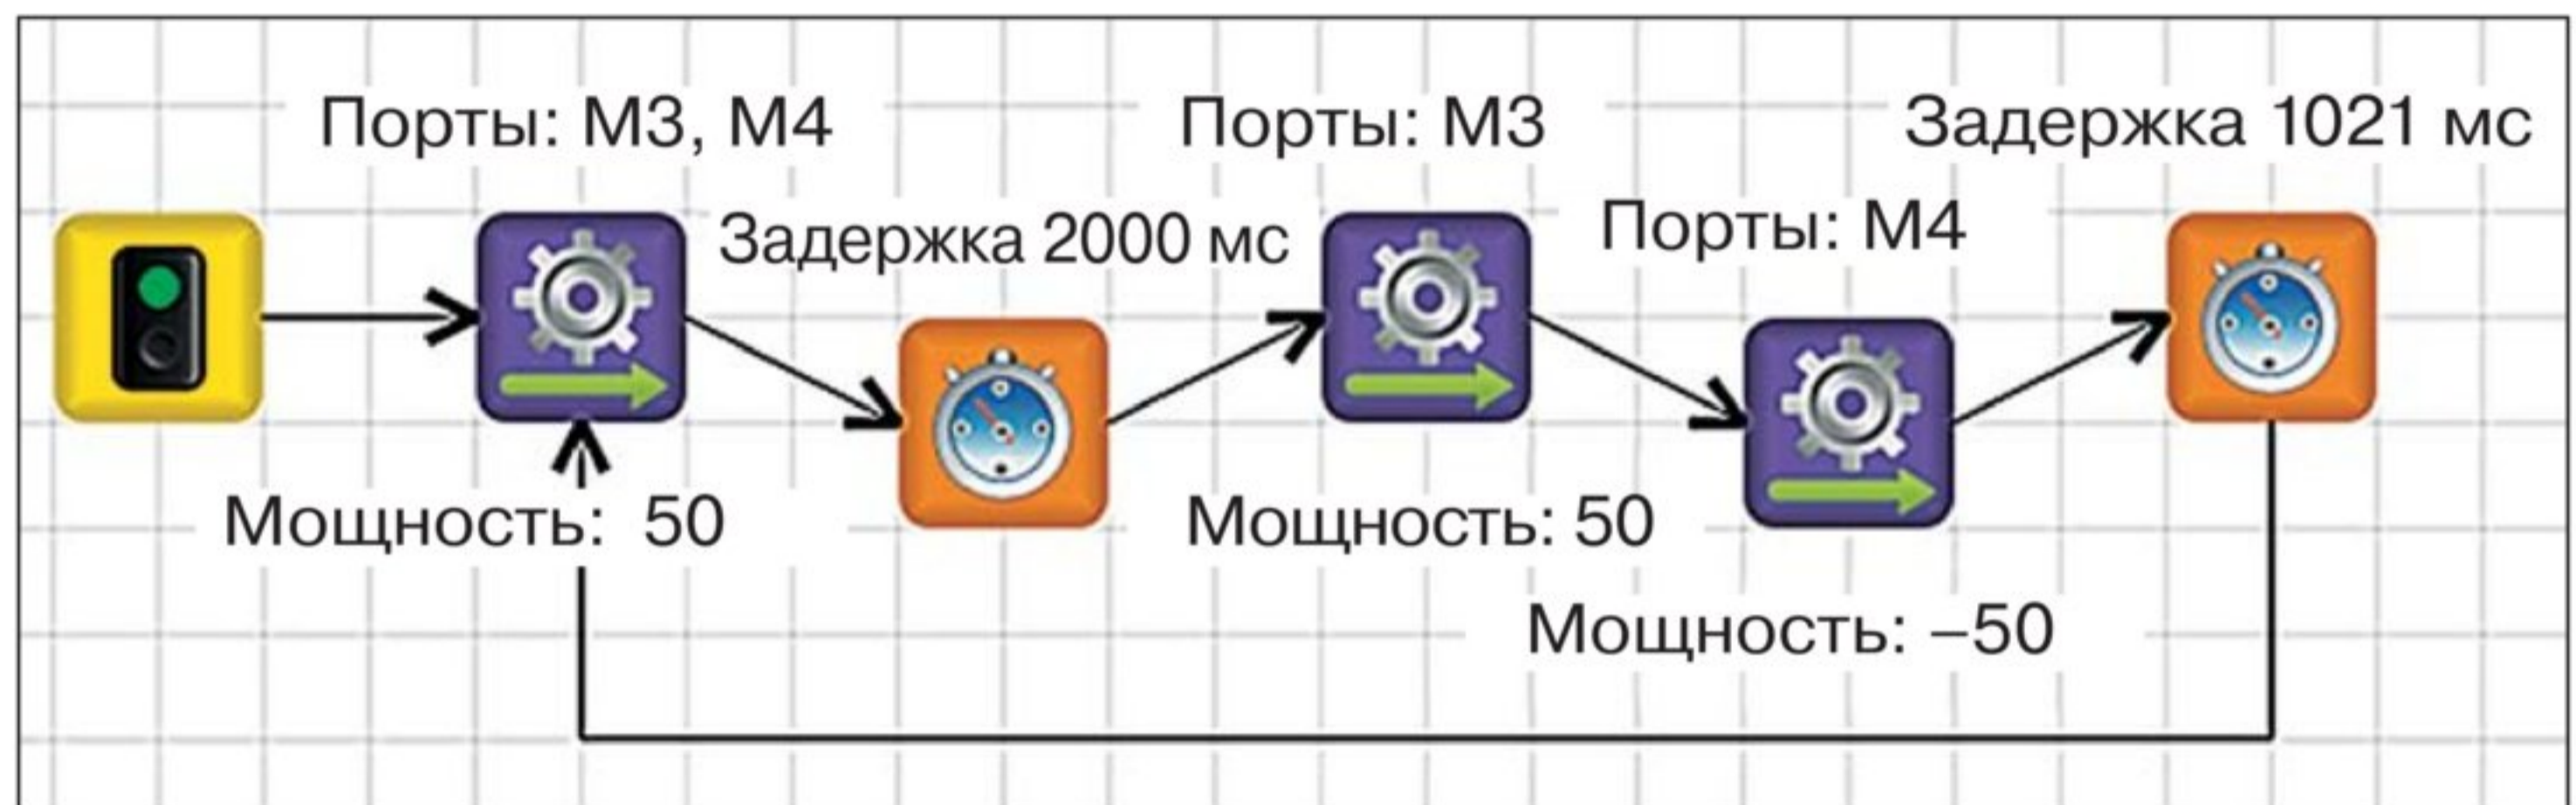 Порты: М3, М4
Порты: М3
Задержка 1021 мс
Задержка 2000 мс
Порты: М4
Мощность: 50
Мощность: 50
Мощность: –50